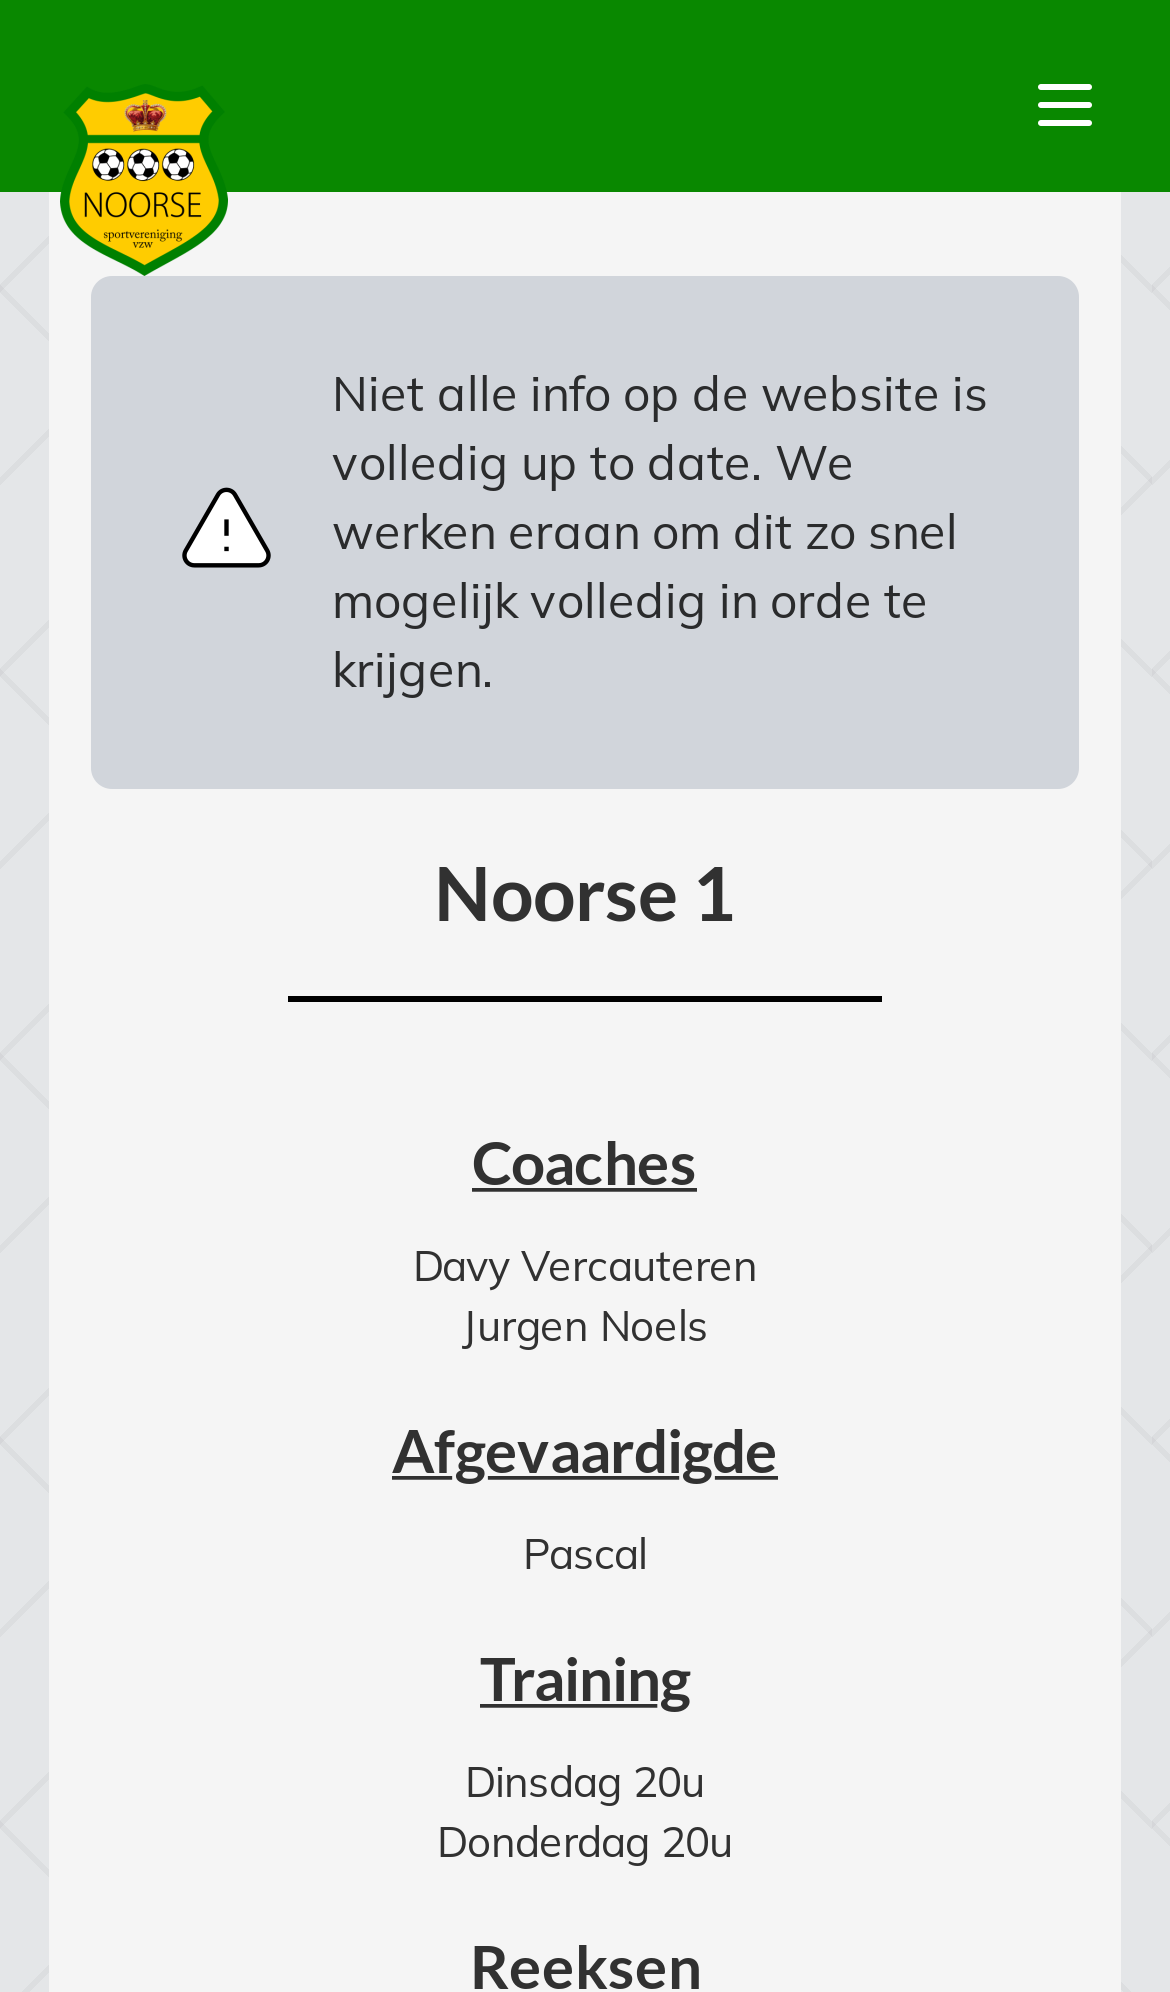 NOORSE
sportvereniging
vzw
Niet alle info op de website is
volledig up to date. We
werken eraan om dit zo snel
mogelijk volledig in orde te
krijgen.
Noorse 1
Coaches
Davy Vercauteren
Jurgen Noels
Afgevaardigde
Pascal
Training
Dinsdag 20u
Donderdag 20u
Reeksen